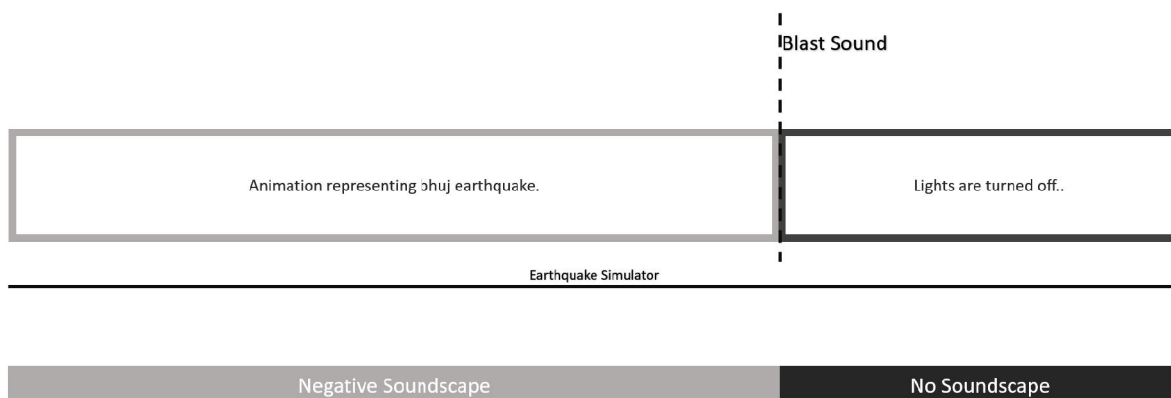 Blast Sound
Animation representing bhuj earthquake.
Lights are turned off..
Earthquake Simulator
Negative Soundscape
No Soundscape